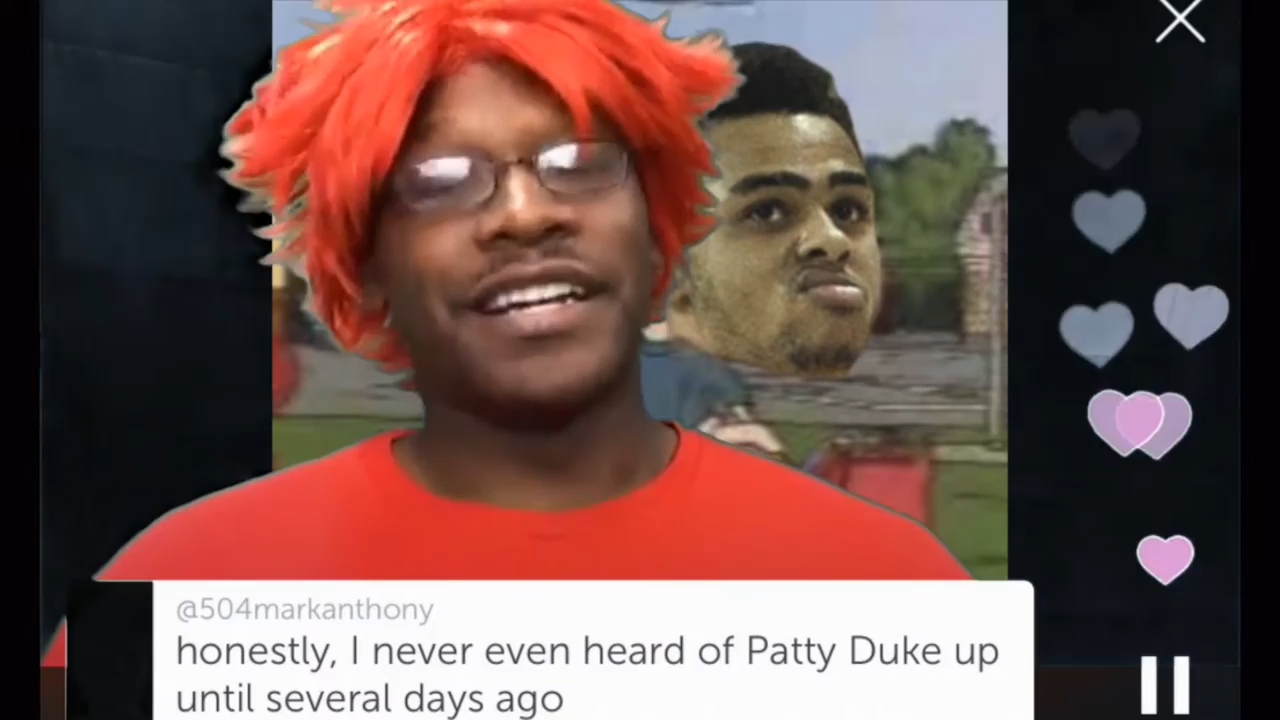 @504markanthony
honestly, I never even heard of Patty Duke up
until several days ago